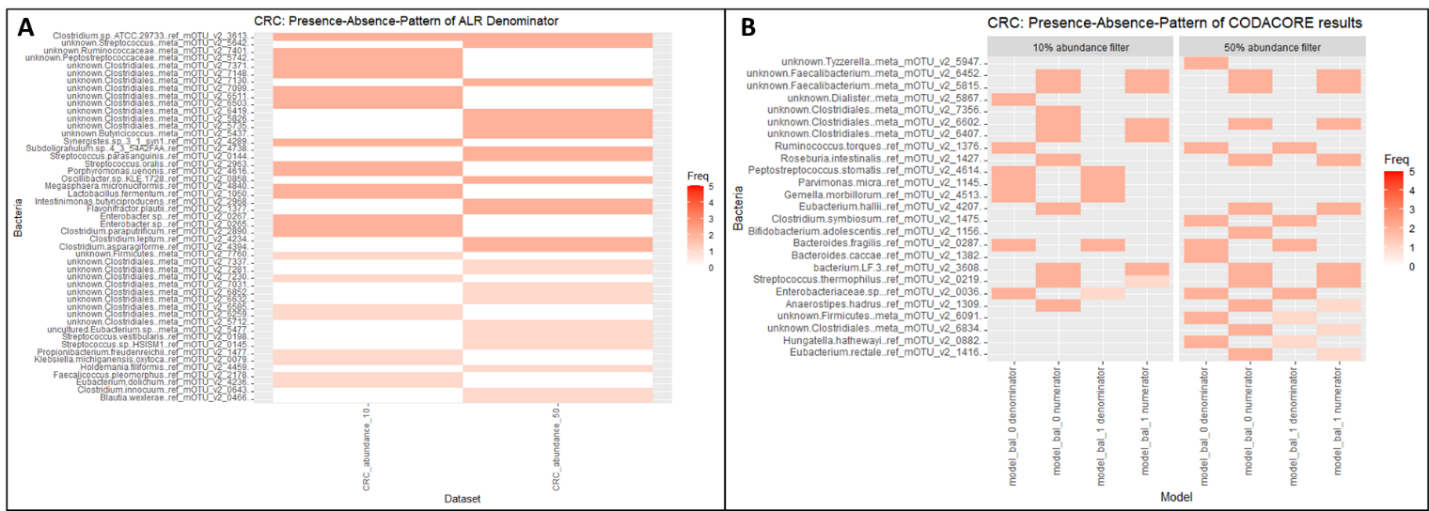 A
CRC: Presence-Absence-Pattern of ALR Denominator
Clostridium.sp..ATCC.29733.ref_mOTU_v2_3613.
unknown.Streptococcus..meta_mOTU_v2_5642.
unknown.Ruminococcaceae..meta_mOTU_v2_7401.
unknown.Peptostreptococcaceae..meta_mOTU_v2_5742.
unknown.Clostridiales..meta_mOTU_v2_7371.
unknown.Clostridiales..meta_mOTU_v2_7148.
unknown.Clostridiales..meta_mOTU_v2_7130.
unknown.Clostridiales..meta_mOTU_v2_7099.
unknown.Clostridiales..meta_mOTU_v2_6511.
unknown.Clostridiales..meta_mOTU_v2_6503.
unknown.Clostridiales..meta_mOTU_v2_6419.
unknown.Clostridiales..meta_mOTU_v2_5826.
unknown.Clostridiales..meta_mOTU_v2_5735.
unknown.Butyricicoccus..meta_mOTU_v2_5437.
Synergistes.sp..3_1_syn1..ref_mOTU_v2_4289.
Subdoligranulum.sp..4_3_54A2FAA..ref_mOTU_v2_4738.
Streptococcus.parasanguinis..ref_mOTU_v2_0144.
Streptococcus.oralis..ref_mOTU_v2_2963.
Porphyromonas.uenonis..ref_mOTU_v2_4616.
Oscillibacter.sp..KLE.1728..ref_mOTU_v2_0858.
Megasphaera.micronuciformis..ref_mOTU_v2_4840.
Lactobacillus.fermentum..ref_mOTU_v2_1050.
Intestinimonas.butyriciproducens..ref_mOTU_v2_2968.
Flavonifractor.plautii..ref_mOTU_v2_1377.
Enterobacter.sp...ref_mOTU_v2_0267.
Enterobacter.sp...ref_mOTU_v2_0265.
Clostridium.paraputrificum..ref_mOTU_v2_2890.
Clostridium.leptum..ref_mOTU_v2_4234.
Clostridium.asparagiforme..ref_mOTU_v2_4394.
unknown.Firmicutes..meta_mOTU_v2_7760.
unknown.Clostridiales..meta_mOTU_v2_7337.
unknown.Clostridiales..meta_mOTU_v2_7281.
unknown.Clostridiales..meta_mOTU_v2_7230.
unknown.Clostridiales..meta_mOTU_v2_7031.
unknown.Clostridiales..meta_mOTU_v2_6852.
unknown.Clostridiales..meta_mOTU_v2_6632.
unknown.Clostridiales..meta_mOTU_v2_6585.
unknown.Clostridiales..meta_mOTU_v2_6259.
unknown.Clostridiales..meta_mOTU_v2_5712.
uncultured.Eubacterium.sp...meta_mOTU_v2_5477.
Streptococcus.vestibularis..ref_mOTU_v2_0198.
Streptococcus.sp..HSISM1..ref_mOTU_v2_0145.
Propionibacterium.freudenreichii..ref_mOTU_v2_1477.
Klebsiella.michiganensis.oxytoca..ref_mOTU_v2_0079.
Holdemania.filiformis..ref_mOTU_v2_4459.
Faecalicoccus.pleomorphus..ref_mOTU_v2_2178.
Eubacterium.dolichum..ref_mOTU_v2_4236.
Clostridium.innocuum..ref_mOTU_v2_0643.
Blautia.wexlerae..ref_mOTU_v2_0466.
Bacteria
CRC_abundance_10
CRC_abundance_50
Dataset
Freq
5
4
3
2
1
0
B
CRC: Presence-Absence-Pattern of CODACORE results
10% abundance filter
50% abundance filter
unknown.Tyzzerella..meta_mOTU_v2_5947.
unknown.Faecalibacterium..meta_mOTU_v2_6452.
unknown.Faecalibacterium..meta_mOTU_v2_5815.
unknown.Dialister..meta_mOTU_v2_5867.
unknown.Clostridiales..meta_mOTU_v2_7356.
unknown.Clostridiales..meta_mOTU_v2_6602.
unknown.Clostridiales..meta_mOTU_v2_6407.
Ruminococcus.torques..ref_mOTU_v2_1376.
Roseburia.intestinalis..ref_mOTU_v2_1427.
Peptostreptococcus.stomatis..ref_mOTU_v2_4614.
Parvimonas.micra..ref_mOTU_v2_1145.
Gemella.morbillorum..ref_mOTU_v2_4513.
Eubacterium.hallii..ref_mOTU_v2_4207.
Clostridium.symbiosum..ref_mOTU_v2_1475.
Bifidobacterium.adolescentis..ref_mOTU_v2_1156.
Bacteroides.fragilis..ref_mOTU_v2_0287.
Bacteroides.caccae..ref_mOTU_v2_1382.
bacterium.LF.3..ref_mOTU_v2_3608.
Streptococcus.thermophilus..ref_mOTU_v2_0219.
Enterobacteriaceae.sp...ref_mOTU_v2_0036.
Anaerostipes.hadrus..ref_mOTU_v2_1309.
unknown.Firmicutes..meta_mOTU_v2_6091.
unknown.Clostridiales..meta_mOTU_v2_6834.
Hungatella.hathewayi..ref_mOTU_v2_0882.
Eubacterium.rectale..ref_mOTU_v2_1416.
Bacteria
model_bal_0 denominator
model_bal_0 numerator
model_bal_1 denominator
model_bal_1 numerator
model_bal_0 denominator
model_bal_0 numerator
model_bal_1 denominator
model_bal_1 numerator
Model
Freq
5
4
3
2
1
0